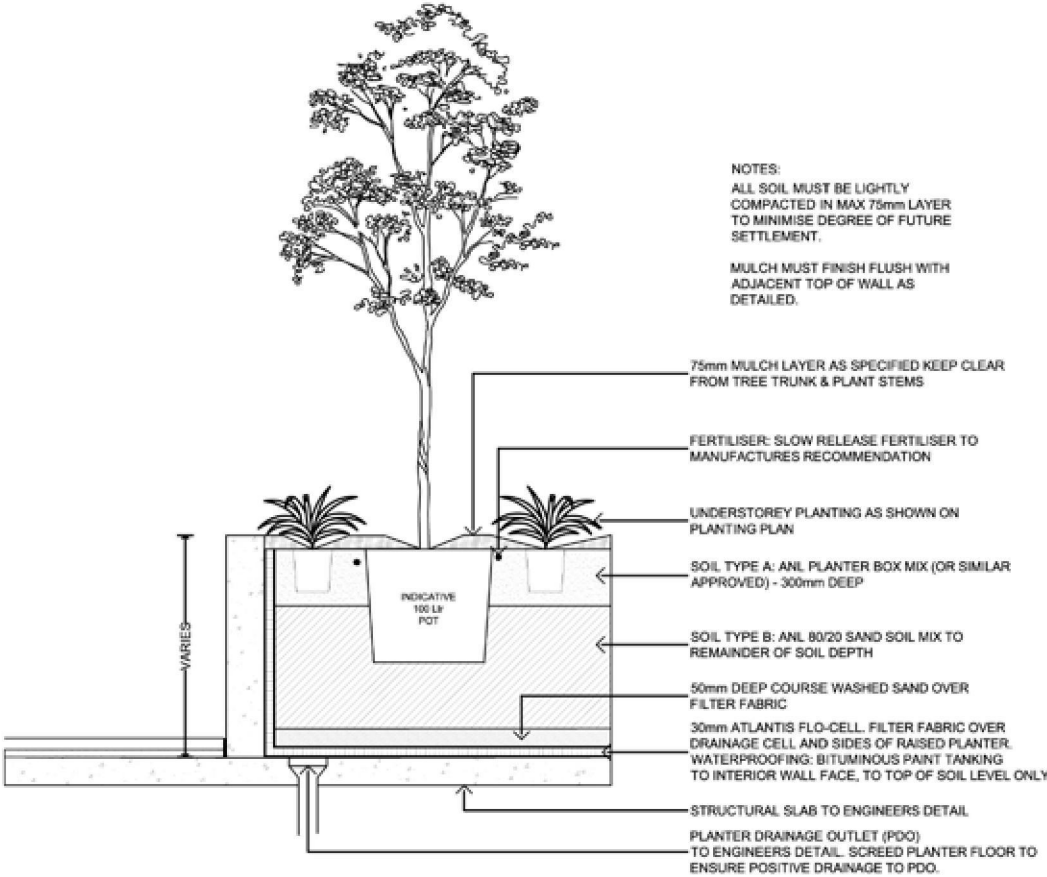 NOTES:
ALL SOIL MUST BE LIGHTLY
COMPACTED IN MAX 75mm LAYER
TO MINIMISE DEGREE OF FUTURE
SETTLEMENT.
MULCH MUST FINISH FLUSH WITH
ADJACENT TOP OF WALL AS
DETAILED.
75mm MULCH LAYER AS SPECIFIED KEEP CLEAR
FROM TREE TRUNK & PLANT STEMS
FERTILISER: SLOW RELEASE FERTILISER TO
MANUFACTURES RECOMMENDATION
UNDERSTOREY PLANTING AS SHOWN ON
PLANTING PLAN
SOIL TYPE A: ANL PLANTER BOX MIX (OR SIMILAR
APPROVED) - 300mm DEEP
INDICATIVE
100 Ltr
POT
SOIL TYPE B: ANL 80/20 SAND SOIL MIX TO
REMAINDER OF SOIL DEPTH
VARIES
50mm DEEP COURSE WASHED SAND OVER
FILTER FABRIC
30mm ATLANTIS FLO-CELL. FILTER FABRIC OVER
DRAINAGE CELL AND SIDES OF RAISED PLANTER.
WATERPROOFING: BITUMINOUS PAINT TANKING
TO INTERIOR WALL FACE, TO TOP OF SOIL LEVEL ONLY
STRUCTURAL SLAB TO ENGINEERS DETAIL
PLANTER DRAINAGE OUTLET (PDO)
TO ENGINEERS DETAIL. SCREED PLANTER FLOOR TO
ENSURE POSITIVE DRAINAGE TO PDO.